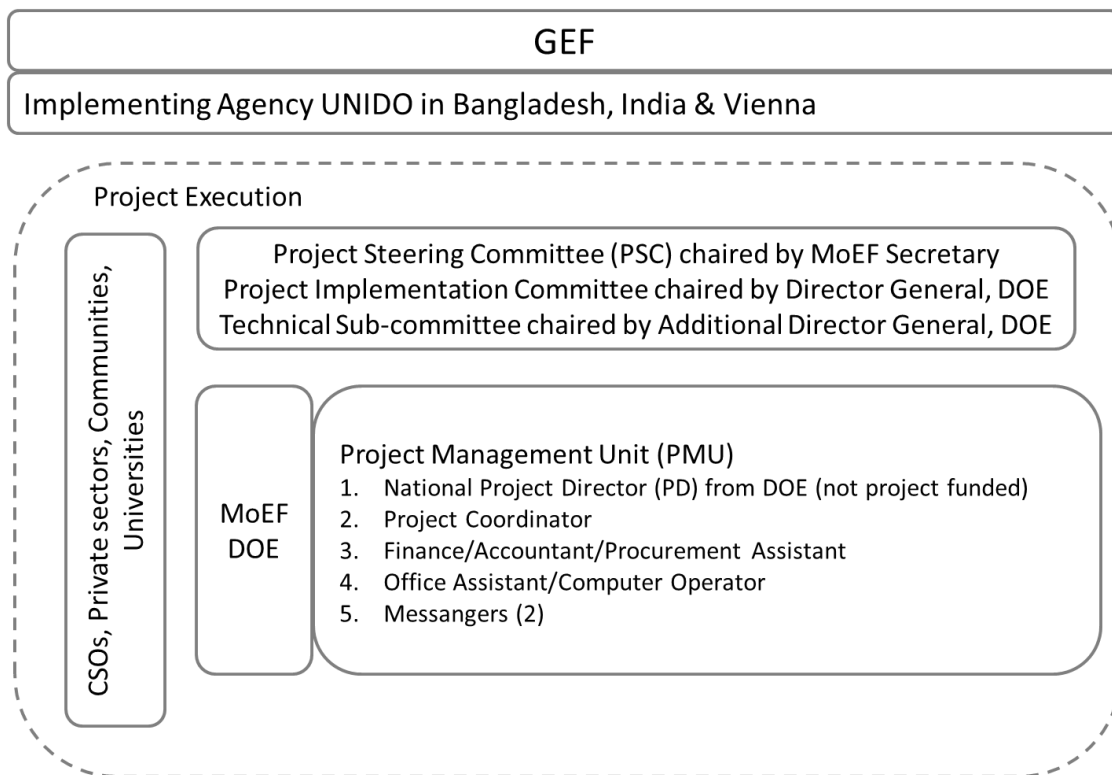 GEF
Implementing Agency UNIDO in Bangladesh, India & Vienna
Project Execution
CSOs, Private sectors, Communities,
Universities
Project Steering Committee (PSC) chaired by MoEF Secretary
Project Implementation Committee chaired by Director General, DOE
Technical Sub-committee chaired by Additional Director General, DOE
MoEF
DOE
Project Management Unit (PMU)
1. National Project Director (PD) from DOE (not project funded)
2. Project Coordinator
3. Finance/Accountant/Procurement Assistant
4. Office Assistant/Computer Operator
5. Messangers (2)